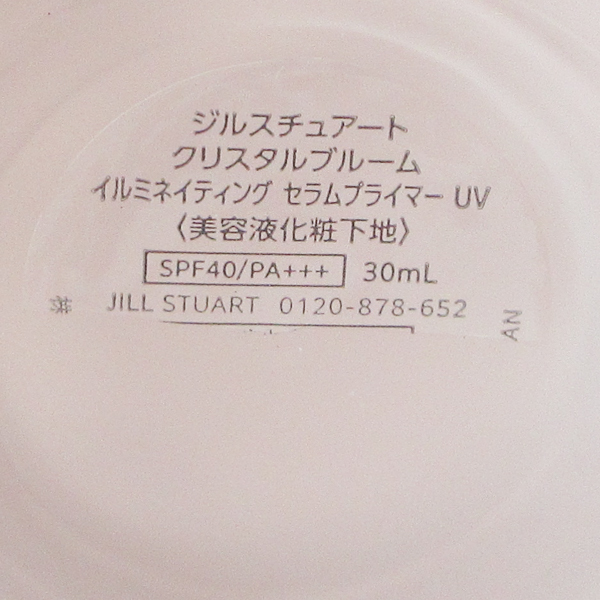 ジルスチュアート
クリスタルブルーム
イルミネイティング セラムプライマー UV
〈美容液化粧下地〉
SPF40/PA+++ 30mL
JILL STUART 0120-878-652
AN